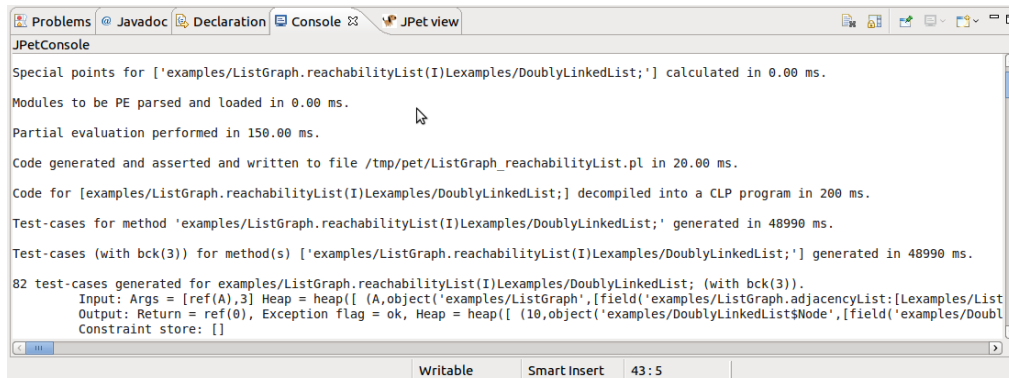 Problems @ Javadoc Declaration Console JPet view
JPetConsole
Special points for ['examples/ListGraph.reachabilityList(I)Lexamples/DoublyLinkedList;'] calculated in 0.00 ms.
Modules to be PE parsed and loaded in 0.00 ms.
Partial evaluation performed in 150.00 ms.
Code generated and asserted and written to file /tmp/pet/ListGraph_reachabilityList.pl in 20.00 ms.
Code for [examples/ListGraph.reachabilityList(I)Lexamples/DoublyLinkedList;] decompiled into a CLP program in 200 ms.
Test-cases for method 'examples/ListGraph.reachabilityList(I)Lexamples/DoublyLinkedList;' generated in 48990 ms.
Test-cases (with bck(3)) for method(s) ['examples/ListGraph.reachabilityList(I)Lexamples/DoublyLinkedList;'] generated in 48990 ms.
82 test-cases generated for examples/ListGraph.reachabilityList(I)Lexamples/DoublyLinkedList; (with bck(3)).
Input: Args = [ref(A),3] Heap = heap([ (A,object('examples/ListGraph',[field('examples/ListGraph.adjacencyList:[Lexamples/List
Output: Return = ref(0), Exception flag = ok, Heap = heap([ (10,object('examples/DoublyLinkedList$Node',[field('examples/Doubl
Constraint store: []
Writable Smart Insert 43 : 5